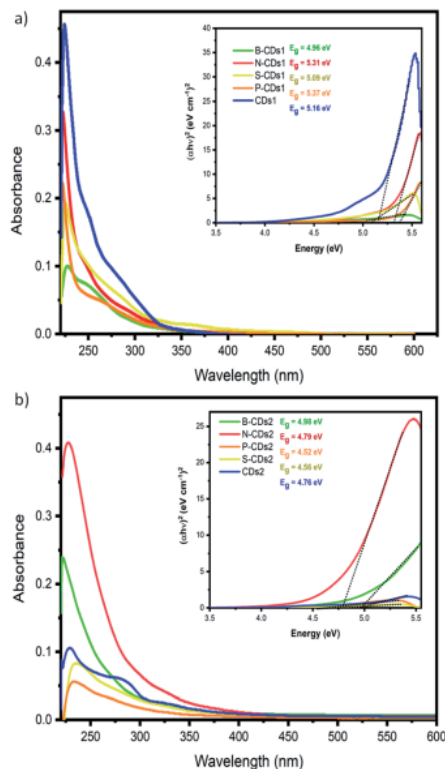 a)
Absorbance
0.4
0.3
0.2
0.1
0.0
250 300 350 400 450 500 550 600
Wavelength (nm)
(αhν)² (eV cm⁻¹)²
40
35
30
25
20
15
10
5
0
3.5 4.0 4.5 5.0 5.5
Energy (eV)
B-CDs1 Eg = 4.96 eV
N-CDs1 Eg = 5.31 eV
S-CDs1 Eg = 5.09 eV
P-CDs1 Eg = 5.37 eV
CDs1 Eg = 5.16 eV
b)
Absorbance
0.4
0.3
0.2
0.1
0.0
250 300 350 400 450 500 550 600
Wavelength (nm)
(αhν)² (eV cm⁻¹)²
25
20
15
10
5
0
3.5 4.0 4.5 5.0 5.5
Energy (eV)
B-CDs2 Eg = 4.98 eV
N-CDs2 Eg = 4.79 eV
P-CDs2 Eg = 4.52 eV
S-CDs2 Eg = 4.56 eV
CDs2 Eg = 4.76 eV